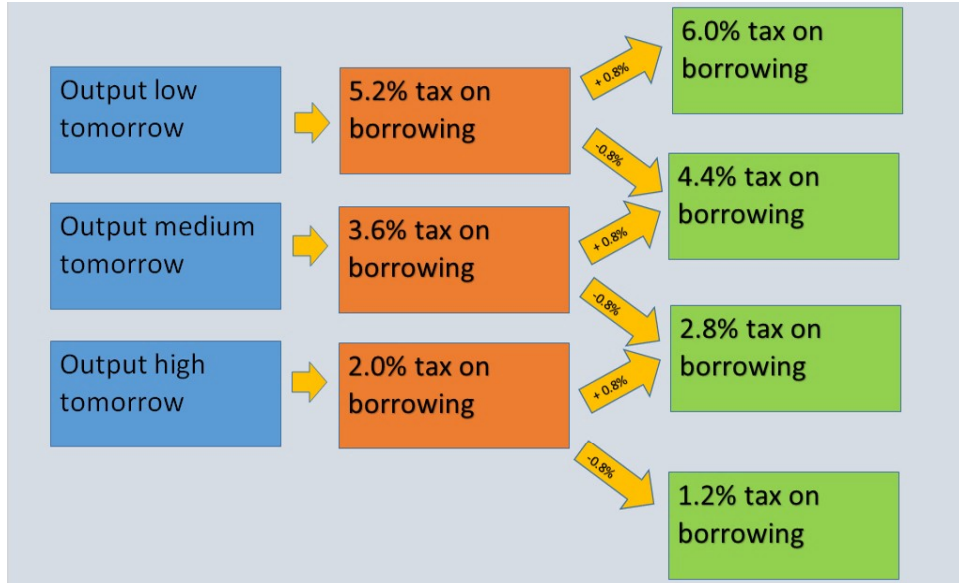 Output low
tomorrow
5.2% tax on
borrowing
+ 0.8%
-0.8%
6.0% tax on
borrowing
4.4% tax on
borrowing
Output medium
tomorrow
3.6% tax on
borrowing
+ 0.8%
-0.8%
2.8% tax on
borrowing
Output high
tomorrow
2.0% tax on
borrowing
+ 0.8%
-0.8%
1.2% tax on
borrowing